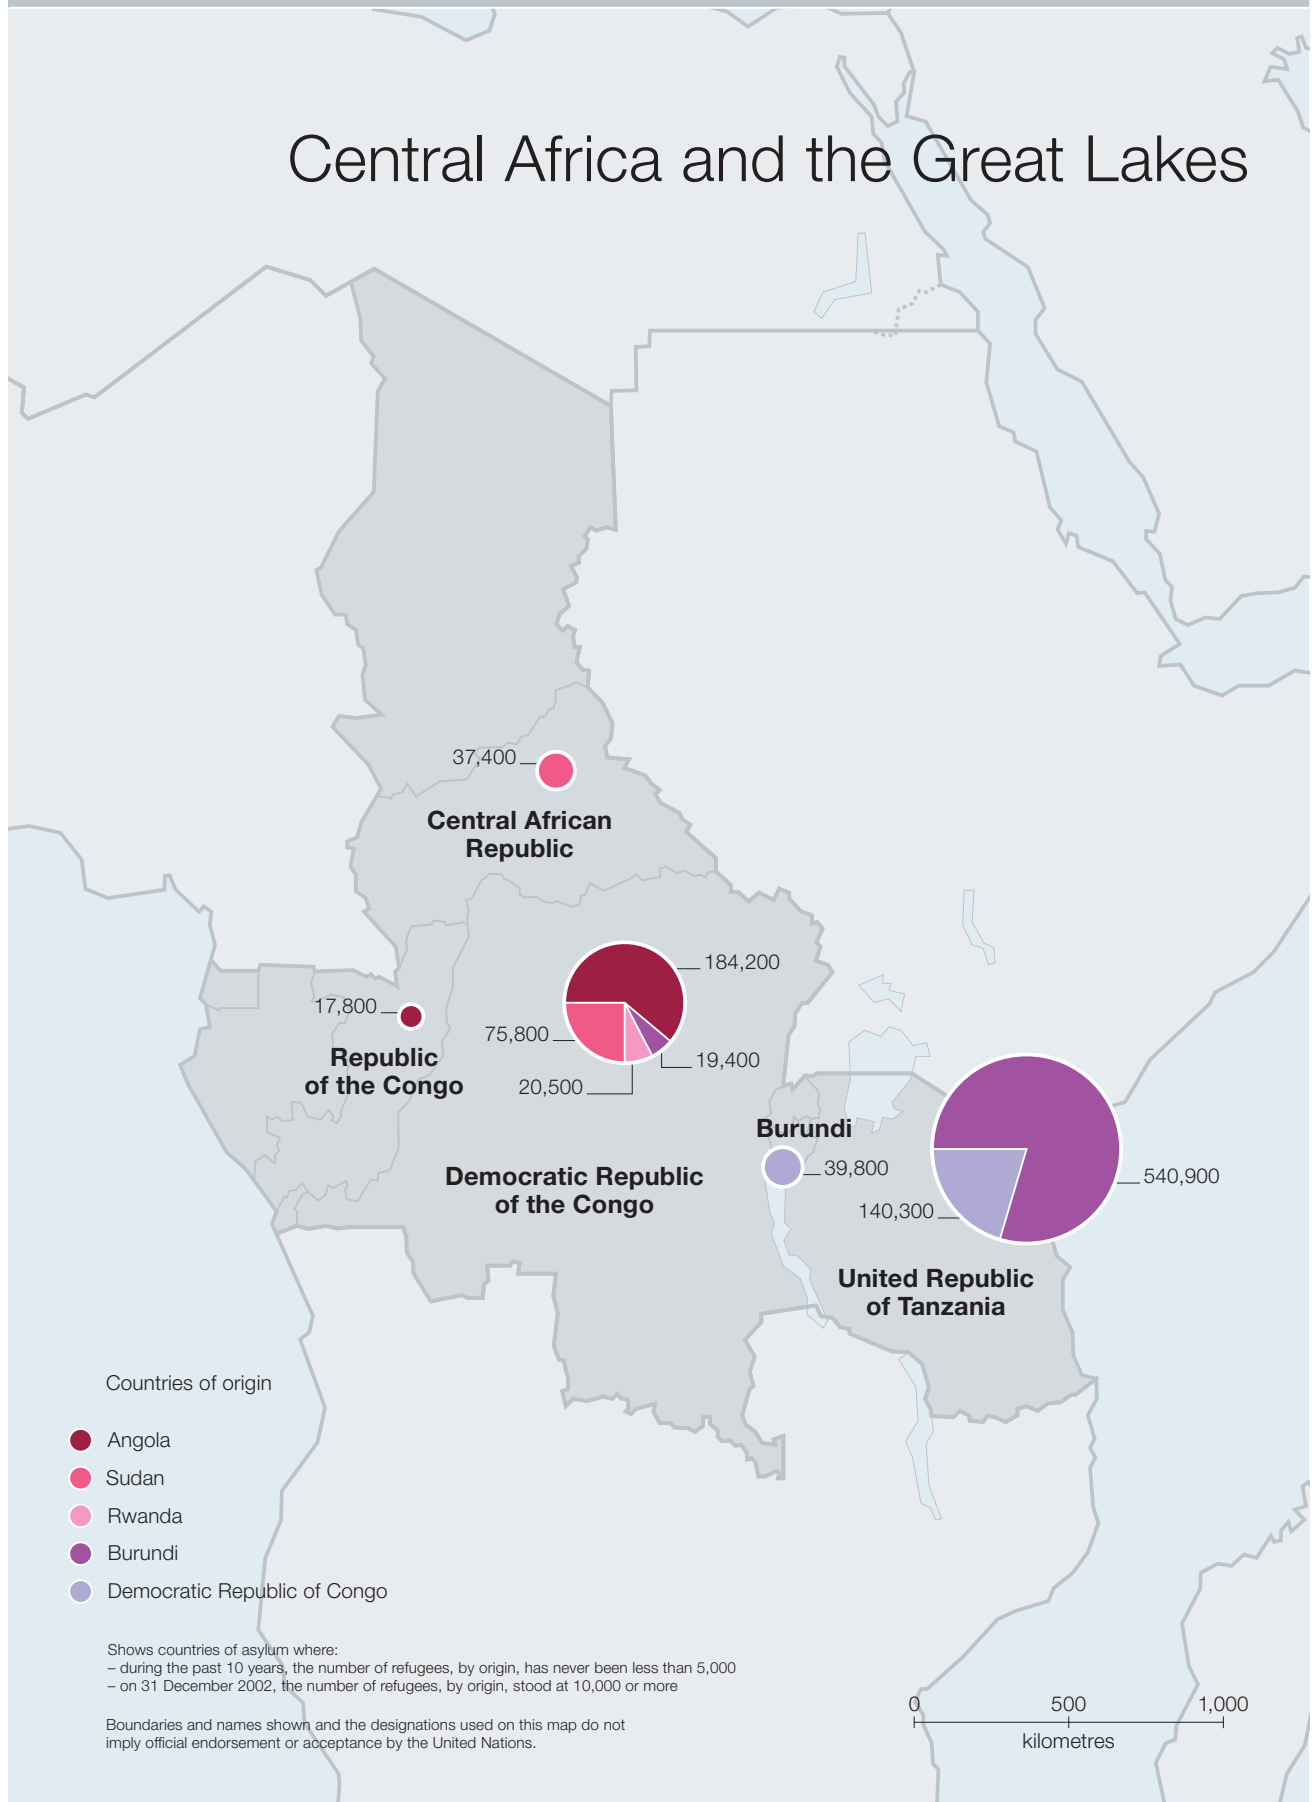 Central Africa and the Great Lakes
37,400
Central African
Republic
184,200
17,800
75,800
19,400
Republic
of the Congo
20,500
Burundi
39,800
Democratic Republic
of the Congo
540,900
140,300
United Republic
of Tanzania
Countries of origin
Angola
Sudan
Rwanda
Burundi
Democratic Republic of Congo
Shows countries of asylum where:
– during the past 10 years, the number of refugees, by origin, has never been less than 5,000
– on 31 December 2002, the number of refugees, by origin, stood at 10,000 or more
Boundaries and names shown and the designations used on this map do not
imply official endorsement or acceptance by the United Nations.
0 500 1,000
kilometres